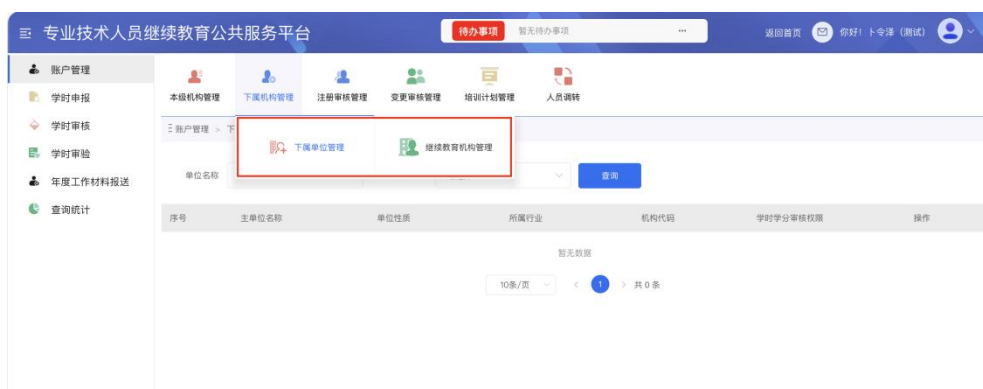 专业技术人员继续教育公共服务平台 待办事项 暂无待办事项 ... 返回首页 你好！卜令泽（测试）
账户管理
学时申报
学时审核
学时审验
年度工作材料报送
查询统计
本级机构管理 下属机构管理 注册审核管理 变更审核管理 培训计划管理 人员调转
账户管理 > 下
下属单位管理 继续教育机构管理
单位名称 查询
序号 主单位名称 单位性质 所属行业 机构代码 学时学分审核权限 操作
暂无数据
10条/页 < 1 > 共 0 条